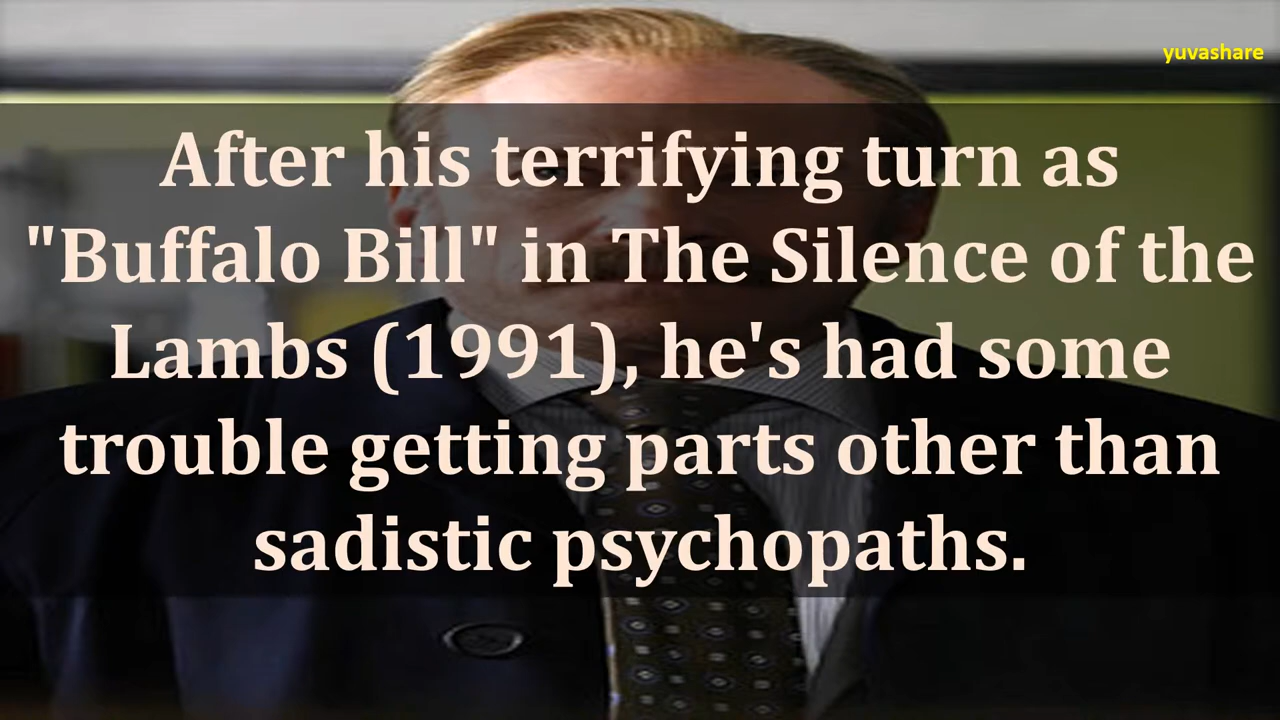 yuvashare
After his terrifying turn as
"Buffalo Bill" in The Silence of the
Lambs (1991), he's had some
trouble getting parts other than
sadistic psychopaths.